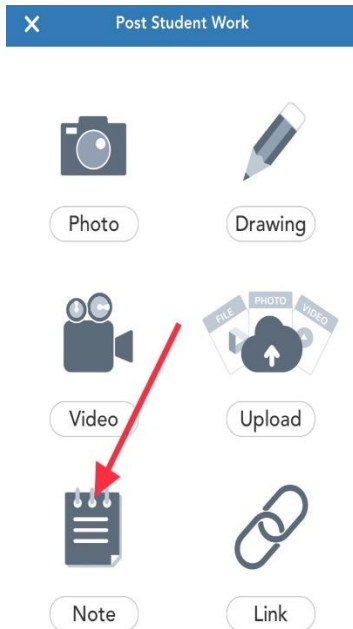 Post Student Work
Photo
Drawing
FILE
PHOTO
VIDEO
Video
Upload
Note
Link